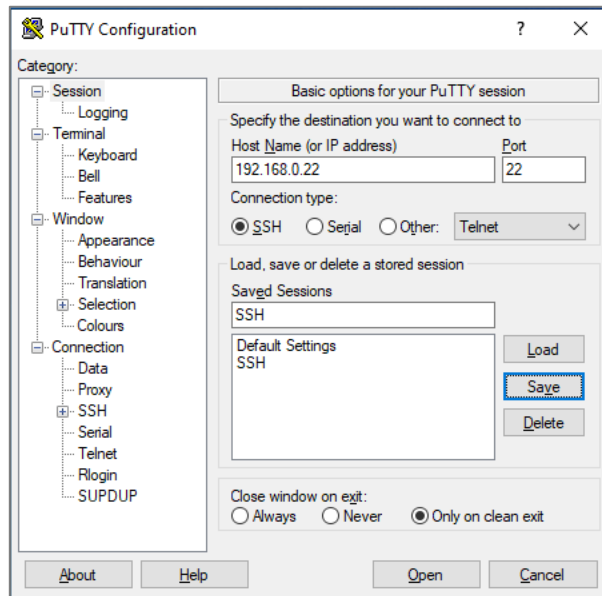 PuTTY Configuration
?
Category:
Session
Logging
Terminal
Keyboard
Bell
Features
Window
Appearance
Behaviour
Translation
Selection
Colours
Connection
Data
Proxy
SSH
Serial
Telnet
Rlogin
SUPDUP
Basic options for your PuTTY session
Specify the destination you want to connect to
Host Name (or IP address) Port
192.168.0.22 22
Connection type:
SSH Serial Other: Telnet
Load, save or delete a stored session
Saved Sessions
SSH
Default Settings
SSH
Load
Save
Delete
Close window on exit:
Always Never Only on clean exit
About Help Open Cancel